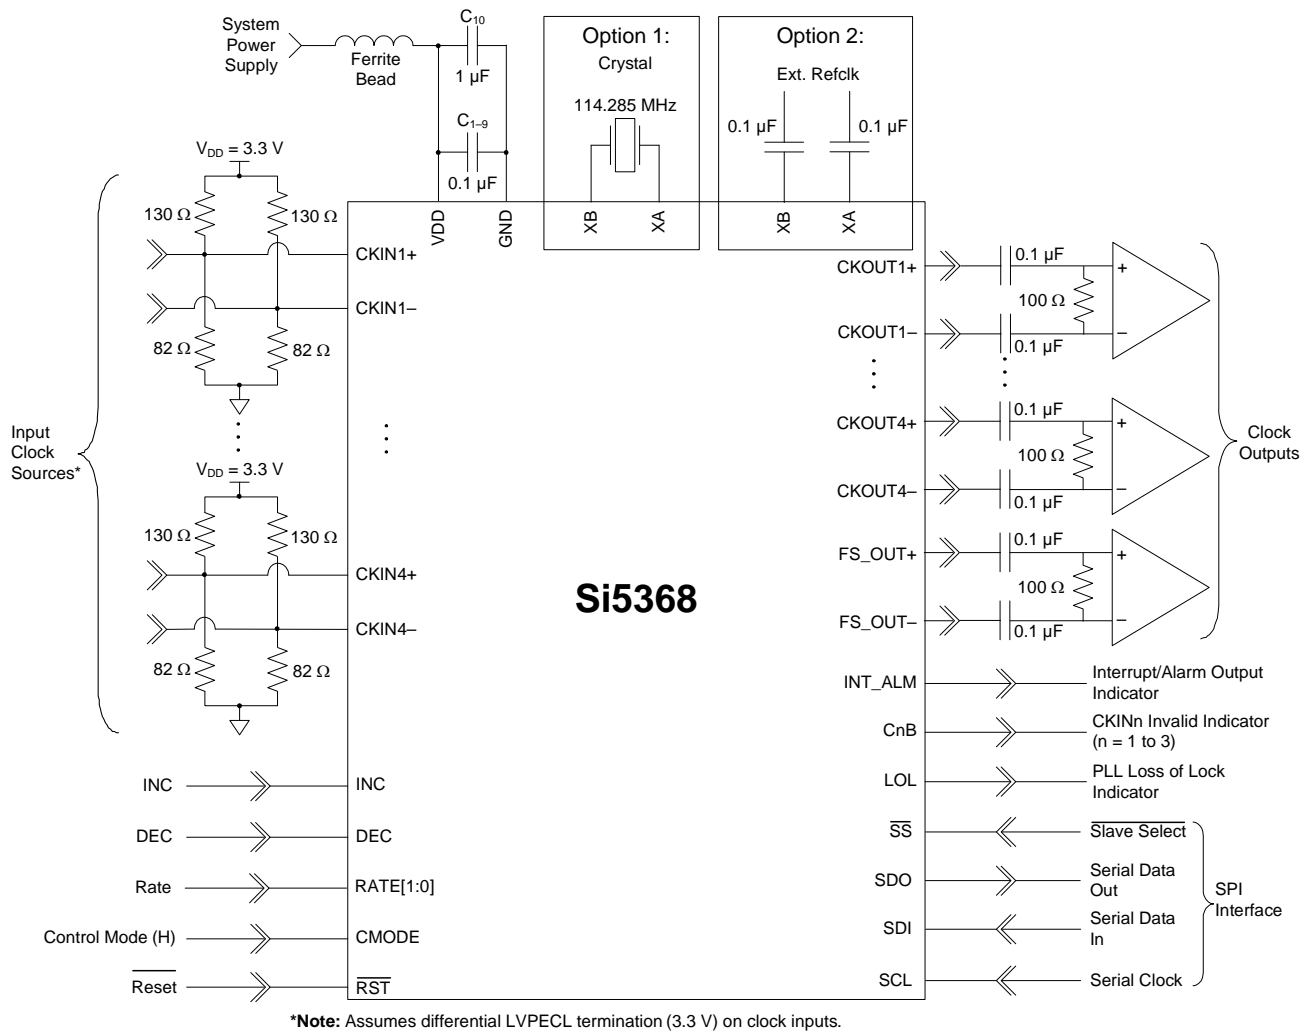 System
Power
Supply
Ferrite
Bead
C10
1 µF
C1–9
0.1 µF
Option 1:
Crystal
114.285 MHz
Option 2:
Ext. Refclk
0.1 µF
0.1 µF
VDD
GND
XB
XA
XB
XA
VDD = 3.3 V
130 Ω
130 Ω
CKIN1+
CKIN1–
82 Ω
82 Ω
Input
Clock
Sources*
VDD = 3.3 V
130 Ω
130 Ω
CKIN4+
CKIN4–
82 Ω
82 Ω
INC
INC
DEC
DEC
Rate
RATE[1:0]
Control Mode (H)
CMODE
Reset
RST
Si5368
CKOUT1+
0.1 µF
+
100 Ω
CKOUT1–
–
0.1 µF
CKOUT4+
0.1 µF
+
100 Ω
CKOUT4–
–
0.1 µF
FS_OUT+
0.1 µF
+
100 Ω
FS_OUT–
–
0.1 µF
Clock
Outputs
INT_ALM
Interrupt/Alarm Output
Indicator
CnB
CKINn Invalid Indicator
(n = 1 to 3)
LOL
PLL Loss of Lock
Indicator
SS
Slave Select
SDO
Serial Data
Out
SDI
Serial Data
In
SCL
Serial Clock
SPI
Interface
*Note: Assumes differential LVPECL termination (3.3 V) on clock inputs.